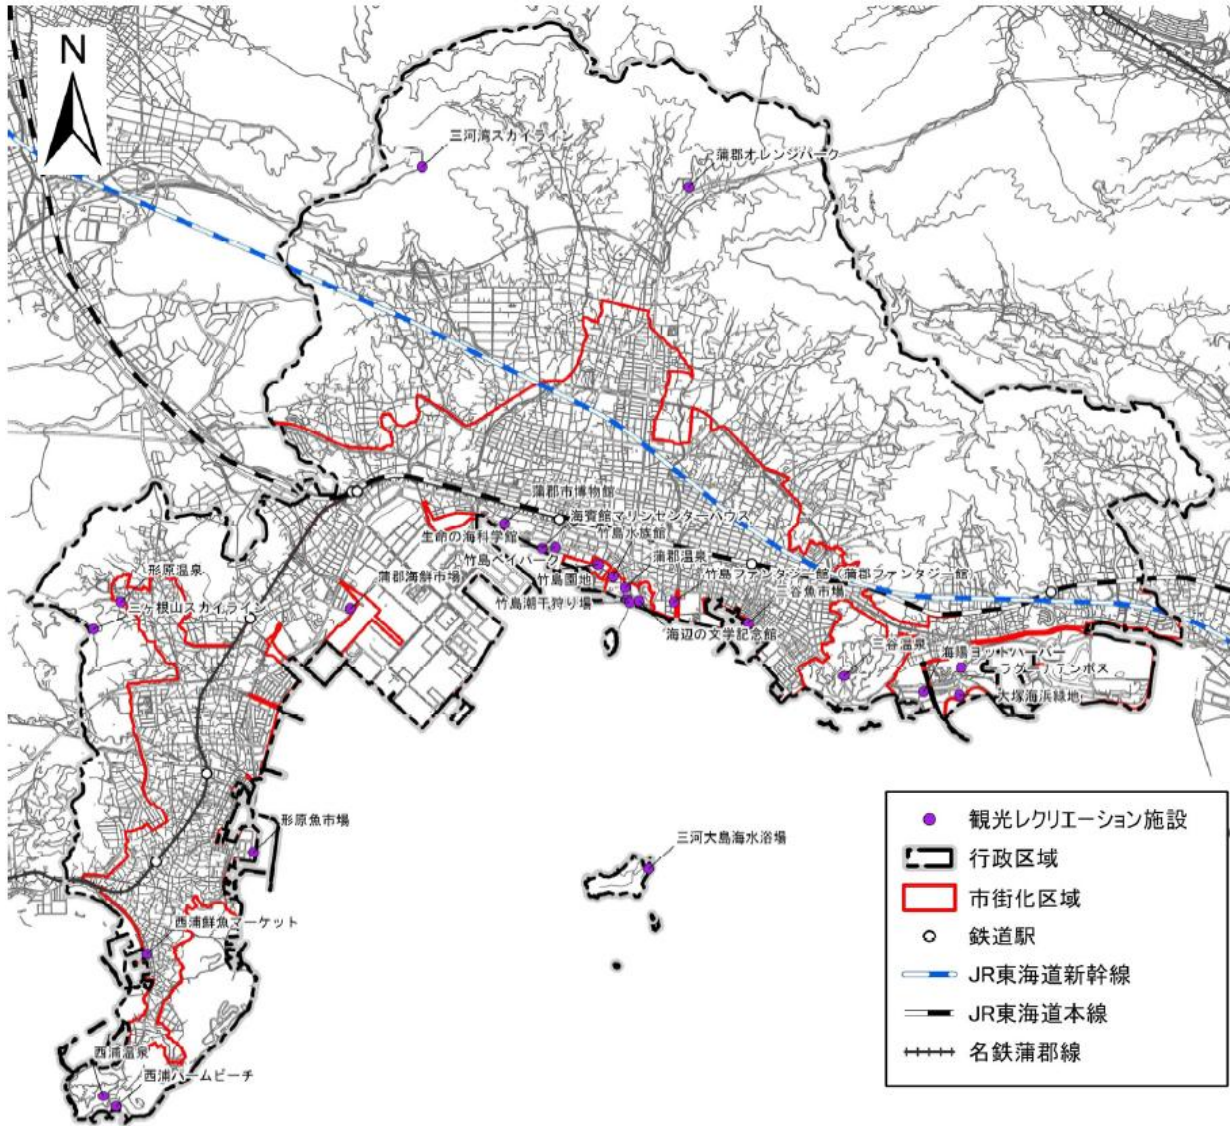 N
三河湾スカイライン
蒲郡オレンジパーク
蒲郡市博物館
海賓館マリンセンターハウス
生命の海科学館
竹島水族館
竹島ベイパーク
蒲郡温泉
形原温泉
蒲郡海鮮市場
竹島園地
竹島ファンタジー館（蒲郡ファンタジー館
三ヶ根山スカイライン
竹島潮干狩り場
三谷魚市場
海辺の文学記念館
三谷温泉
海陽ヨットハーバー
ラグーナテンボス
大塚海浜緑地
形原魚市場
三河大島海水浴場
西浦鮮魚マーケット
西浦温泉
西浦パームビーチ
観光レクリエーション施設
行政区域
市街化区域
鉄道駅
JR東海道新幹線
JR東海道本線
名鉄蒲郡線